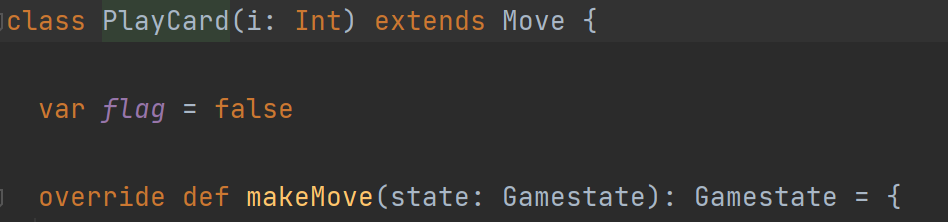 class PlayCard(i: Int) extends Move {
var flag = false
override def makeMove(state: Gamestate): Gamestate = {